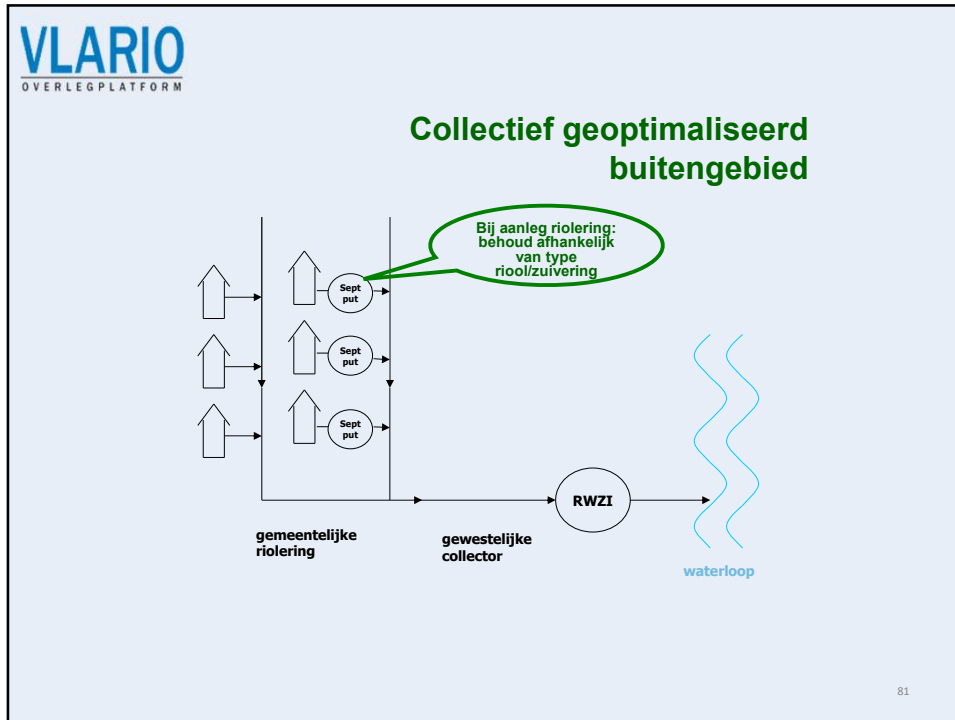 VLARIO
OVERLEGPLATFORM
Collectief geoptimaliseerd
buitengebied
Bij aanleg riolering:
behoud afhankelijk
van type
riool/zuivering
Sept
put
Sept
put
Sept
put
RWZI
gemeentelijke
riolering
gewestelijke
collector
waterloop
81